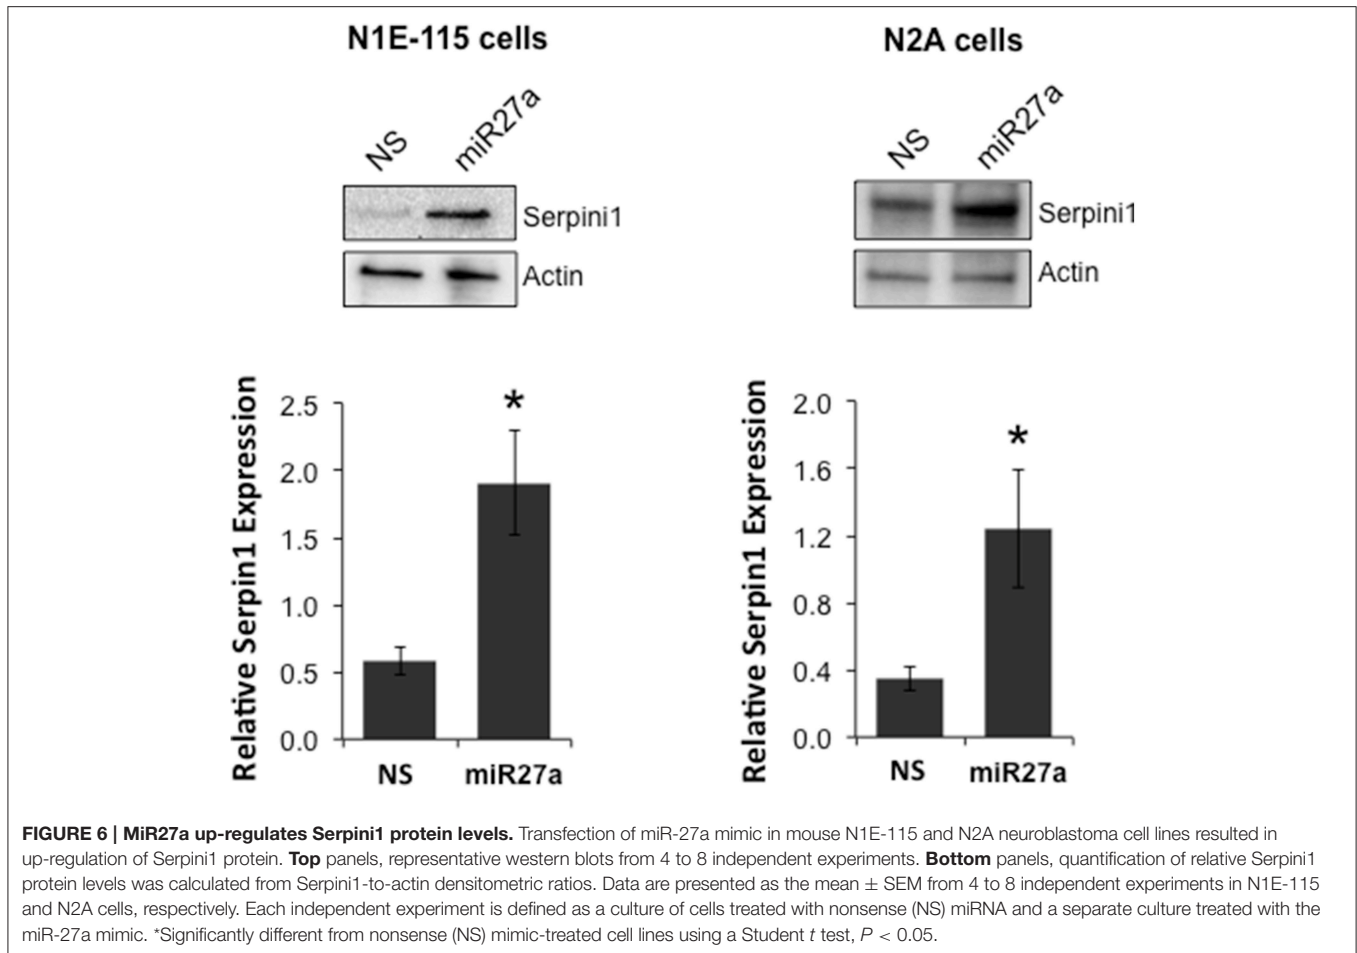 N1E-115 cells
NS
miR27a
Serpini1
Actin
2.5
2.0
1.5
1.0
0.5
0.0
Relative Serpin1 Expression
*
NS
miR27a
N2A cells
NS
miR27a
Serpini1
Actin
2.0
1.6
1.2
0.8
0.4
0.0
Relative Serpin1 Expression
*
NS
miR27a
FIGURE 6 | MiR27a up-regulates Serpini1 protein levels. Transfection of miR-27a mimic in mouse N1E-115 and N2A neuroblastoma cell lines resulted in
up-regulation of Serpini1 protein. Top panels, representative western blots from 4 to 8 independent experiments. Bottom panels, quantification of relative Serpini1
protein levels was calculated from Serpini1-to-actin densitometric ratios. Data are presented as the mean ± SEM from 4 to 8 independent experiments in N1E-115
and N2A cells, respectively. Each independent experiment is defined as a culture of cells treated with nonsense (NS) miRNA and a separate culture treated with the
miR-27a mimic. *Significantly different from nonsense (NS) mimic-treated cell lines using a Student t test, P < 0.05.